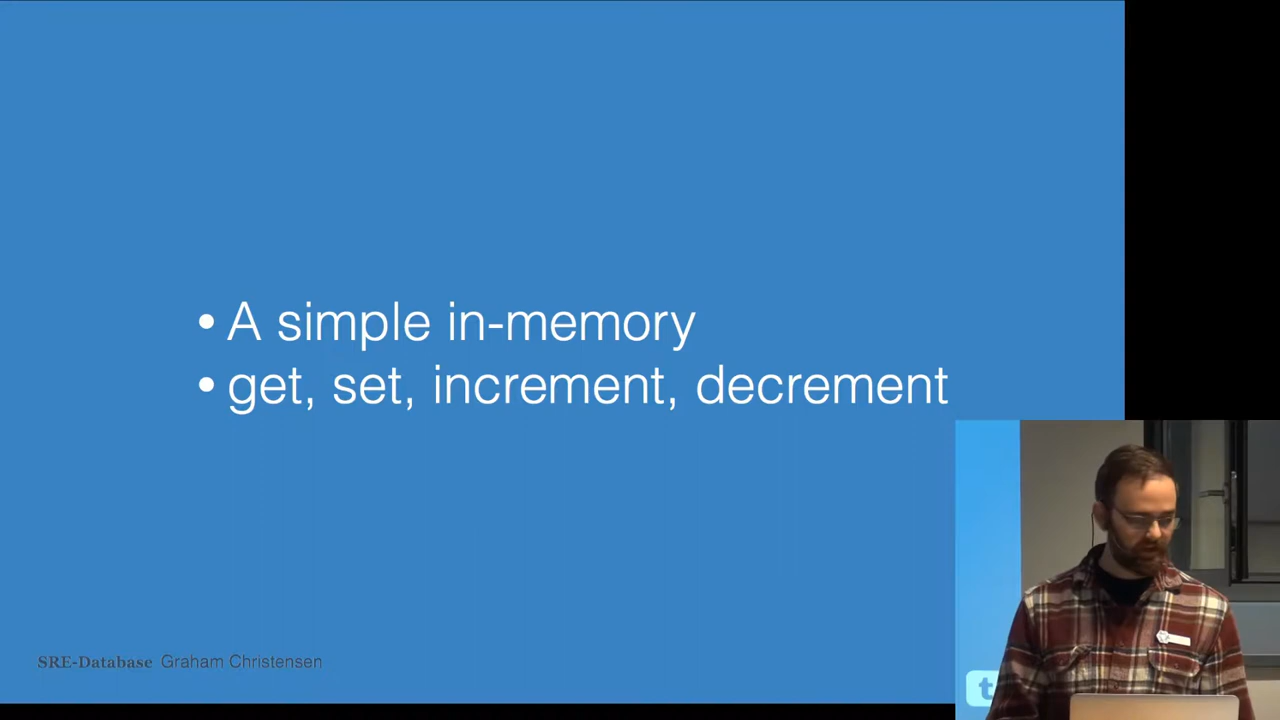 • A simple in-memory
• get, set, increment, decrement
SRE-Database Graham Christensen
t